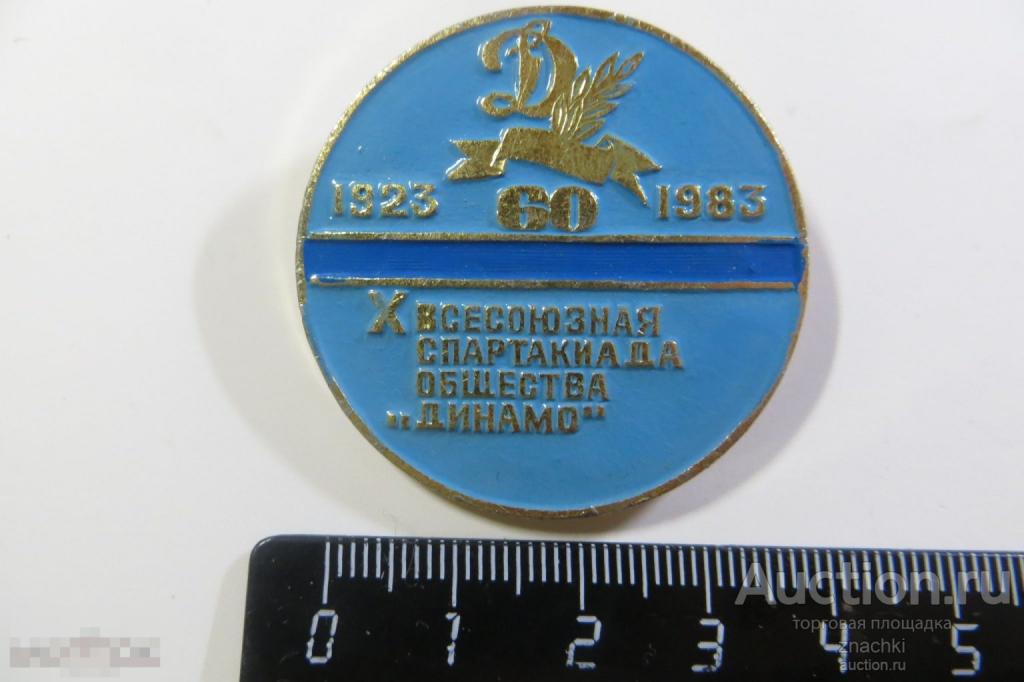 Д
1923 60 1983
X ВСЕСОЮЗНАЯ
СПАРТАКИАДА
ОБЩЕСТВА
„ДИНАМО"
0 1 2 3 4 5
Auction.ru
торговая площадка
znachki
auction.ru